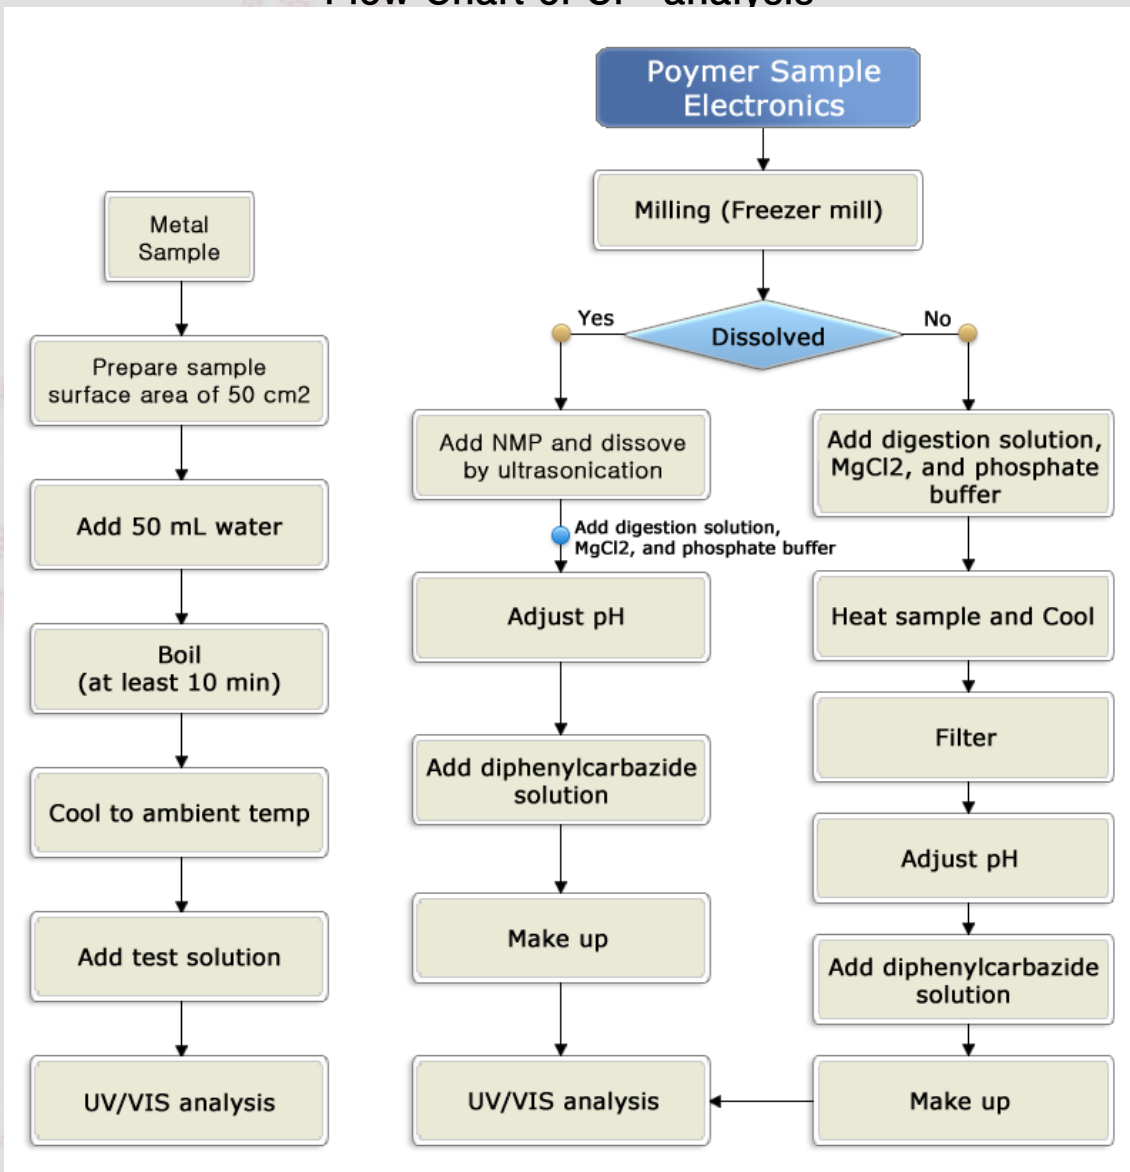 Flow Chart of
analysis
Poymer Sample
Electronics
Milling (Freezer mill)
Dissolved
Yes
No
Metal
Sample
Prepare sample
surface area of 50 cm2
Add 50 mL water
Boil
(at least 10 min)
Cool to ambient temp
Add test solution
UV/VIS analysis
Add NMP and dissove
by ultrasonication
Add digestion solution,
MgCl2, and phosphate buffer
Adjust pH
Add diphenylcarbazide
solution
Make up
UV/VIS analysis
Add digestion solution,
MgCl2, and phosphate
buffer
Heat sample and Cool
Filter
Adjust pH
Add diphenylcarbazide
solution
Make up